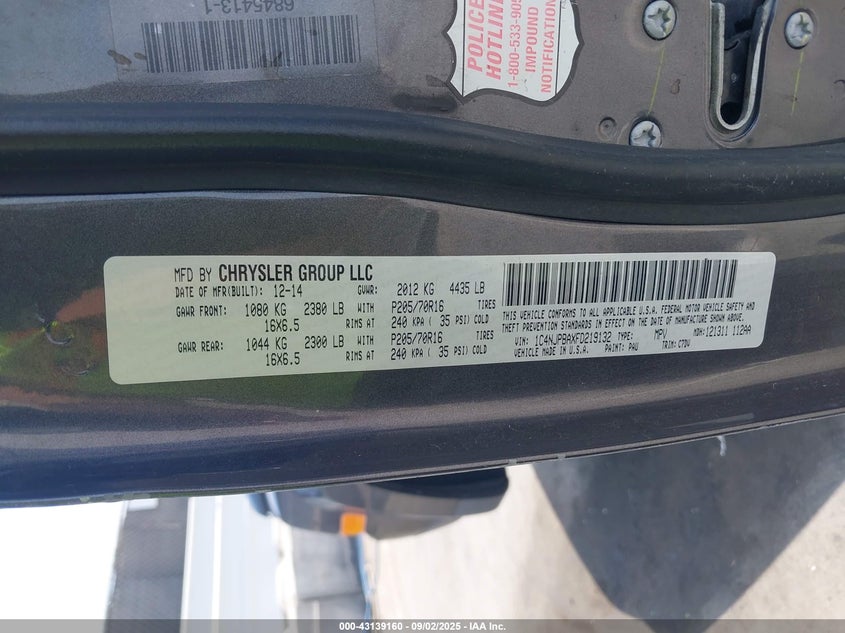 6845413-1
POLICE
HOTLINE
1-800-533-905
IMPOUND
NOTIFICATION
MFD BY CHRYSLER GROUP LLC
DATE OF MFR(BUILT): 12-14 GVWR: 2012 KG 4435 LB
GAWR FRONT: 1080 KG 2380 LB WITH P205/70R16 TIRES
16X6.5 RIMS AT 240 KPA ( 35 PSI) COLD
GAWR REAR: 1044 KG 2300 LB WITH P205/70R16 TIRES
16X6.5 RIMS AT 240 KPA ( 35 PSI) COLD
THIS VEHICLE CONFORMS TO ALL APPLICABLE U.S.A. FEDERAL MOTOR VEHICLE SAFETY AND
THEFT PREVENTION STANDARDS IN EFFECT ON THE DATE OF MANUFACTURE SHOWN ABOVE.
VIN: 1C4NJPBAXFD219132 TYPE: MPV MDH: 121311 112AA
VEHICLE MADE IN U.S.A. PAINT: PAU TRIM: C7DV
000-43139160 - 09/02/2025 - IAA Inc.